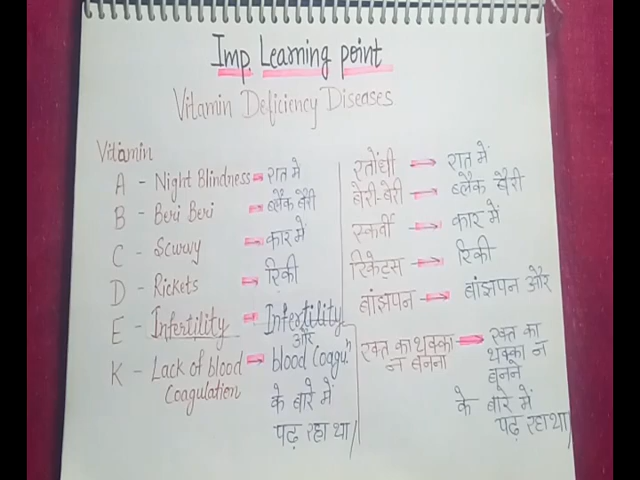 Imp. Learning point
Vitamin Deficiency Diseases
Vitamin
A - Night Blindness → रात में
B - Beri Beri → ब्लैक बैरी
C - Scurvy → कार में
D - Rickets → रिकी
E - Infertility → Infertility
और
K - Lack of blood → blood Coagun
Coagulation
के बारे में
पढ़ रहा था/
रतोंधी → रात में
बेरी-बेरी → ब्लैक बैरी
स्कर्वी → कार में
रिकेट्स → रिकी
बांझपन → बांझपन और
रक्त का थक्का → रक्त का
न बनना थक्का न
बनने
के बारे में
पढ़ रहा था/